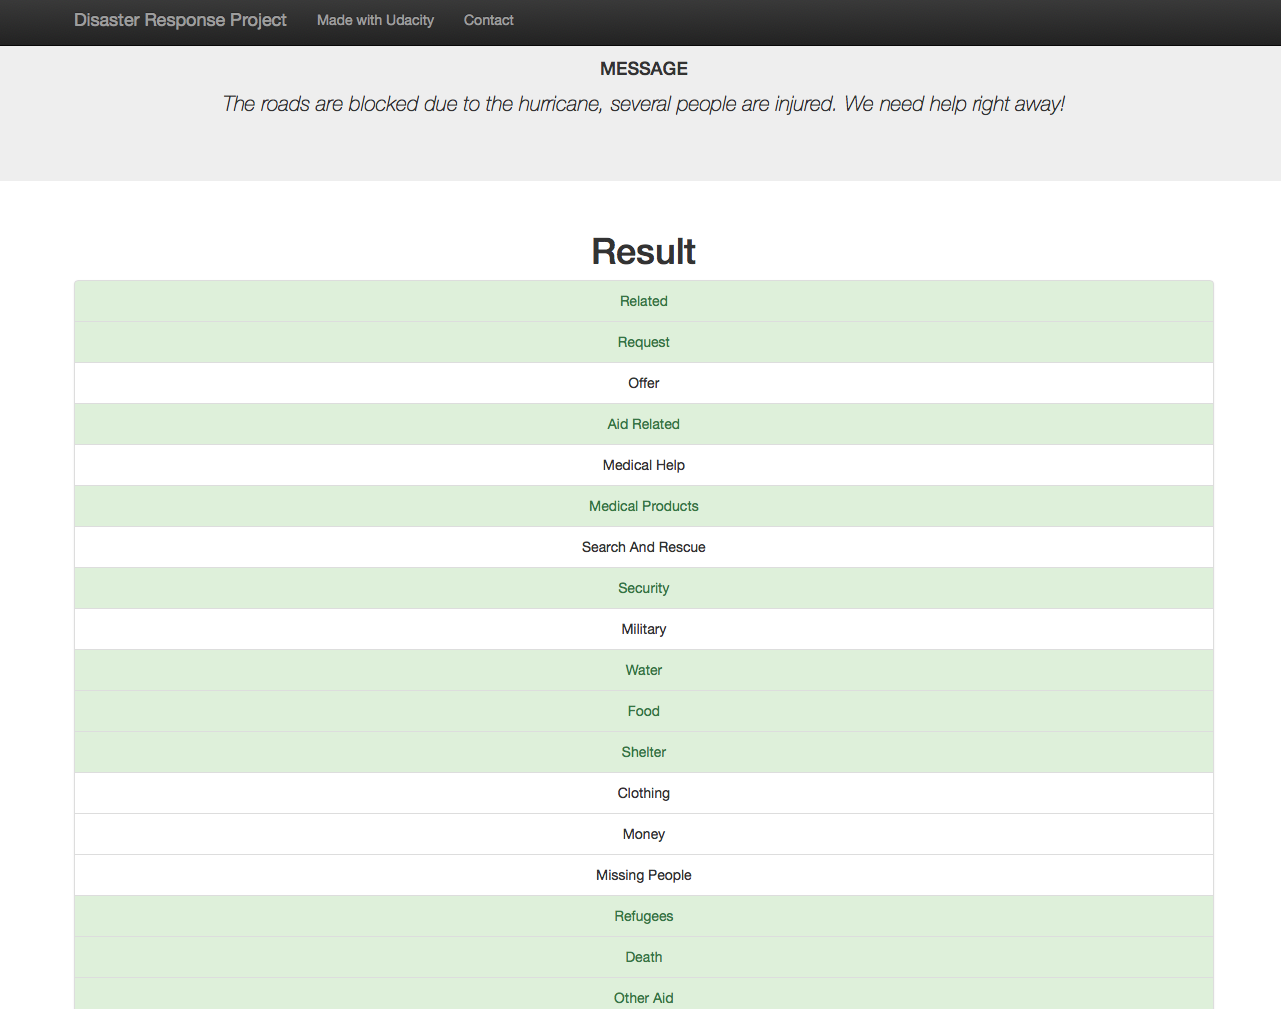 Disaster Response Project Made with Udacity Contact
MESSAGE
The roads are blocked due to the hurricane, several people are injured. We need help right away!
Result
Related
Request
Offer
Aid Related
Medical Help
Medical Products
Search And Rescue
Security
Military
Water
Food
Shelter
Clothing
Money
Missing People
Refugees
Death
Other Aid